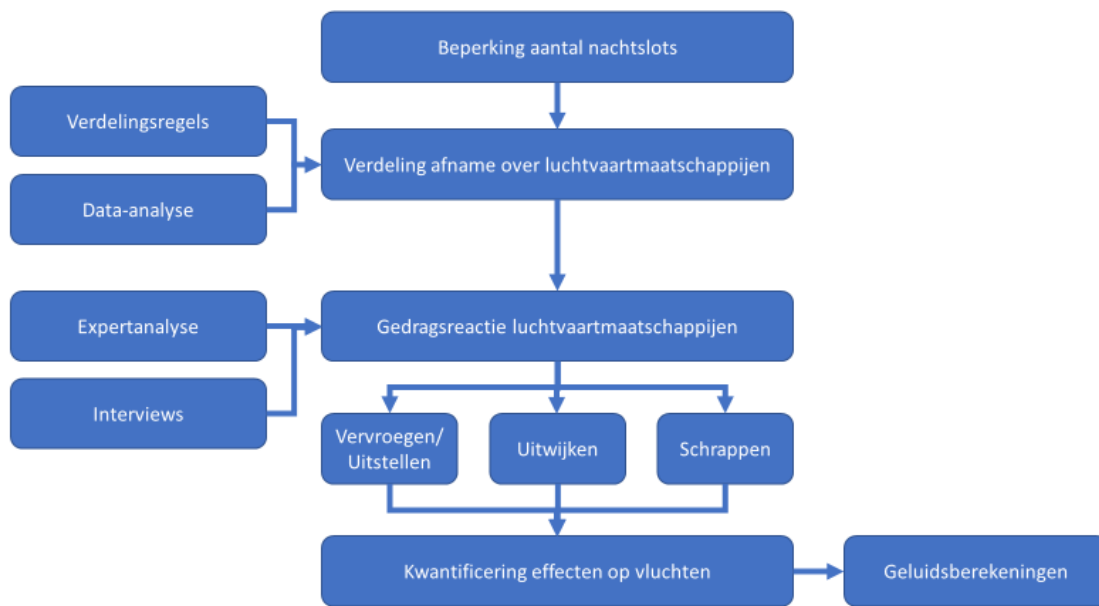 Beperking aantal nachtslots
Verdelingsregels
Verdeling afname over luchtvaartmaatschappijen
Data-analyse
Expertanalyse
Gedragsreactie luchtvaartmaatschappijen
Interviews
Vervroegen/
Uitstellen
Uitwijken
Schrappen
Kwantificering effecten op vluchten
Geluidsberekeningen